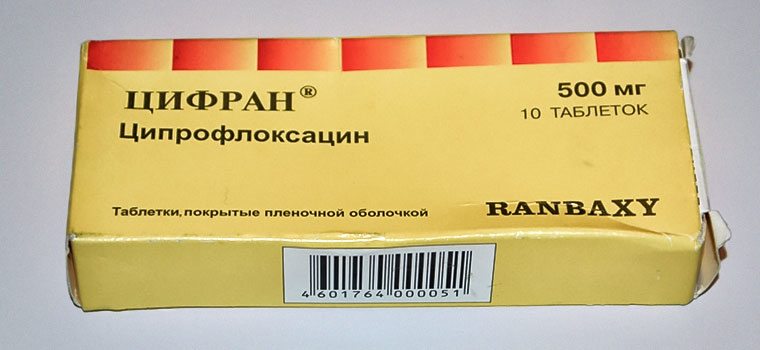 ЦИФРАН®
Ципрофлоксацин
500 мг
10 ТАБЛЕТОК
Таблетки, покрытые пленочной оболочкой
RANBAXY
4 601764 000051